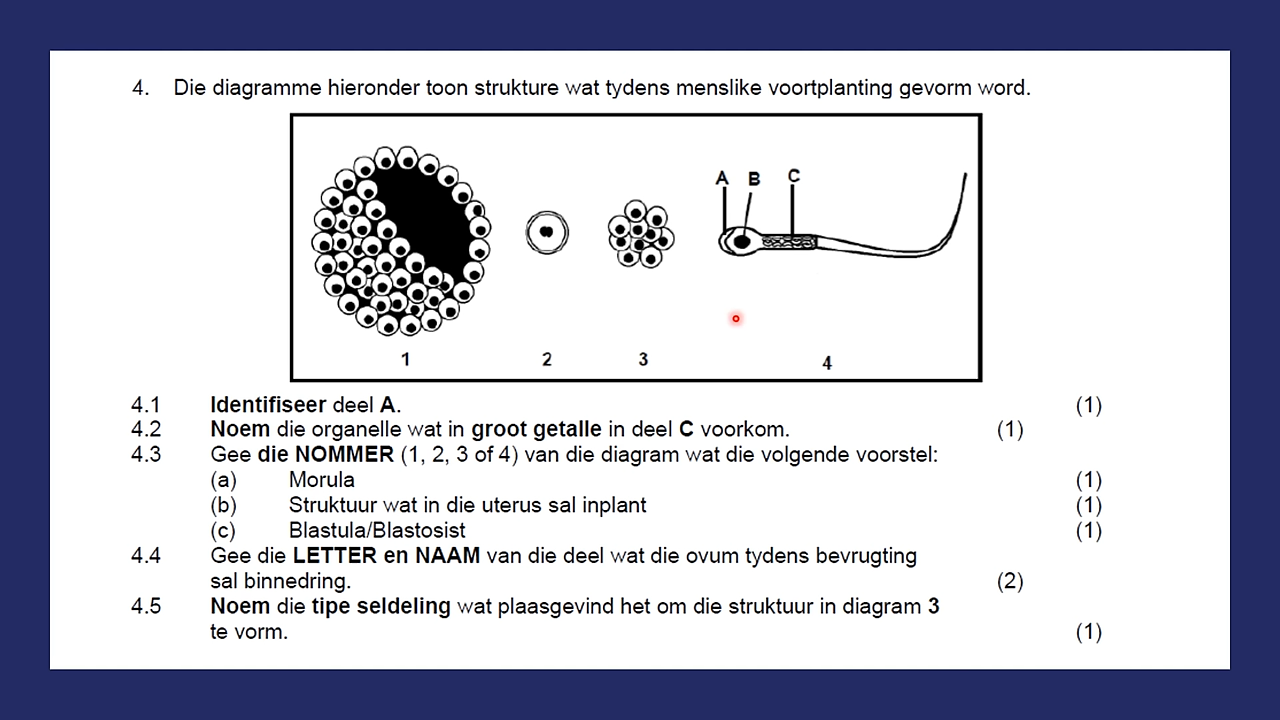 4. Die diagramme hieronder toon strukture wat tydens menslike voortplanting gevorm word.
A B C
1 2 3 4
4.1 Identifiseer deel A. (1)
4.2 Noem die organelle wat in groot getalle in deel C voorkom. (1)
4.3 Gee die NOMMER (1, 2, 3 of 4) van die diagram wat die volgende voorstel:
(a) Morula (1)
(b) Struktuur wat in die uterus sal inplant (1)
(c) Blastula/Blastosist (1)
4.4 Gee die LETTER en NAAM van die deel wat die ovum tydens bevrugting
sal binnedring. (2)
4.5 Noem die tipe seldeling wat plaasgevind het om die struktuur in diagram 3
te vorm. (1)